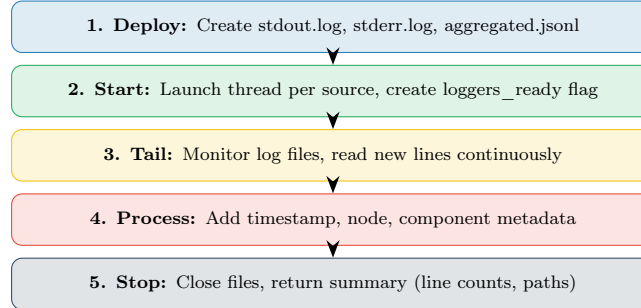 1. Deploy: Create stdout.log, stderr.log, aggregated.jsonl
2. Start: Launch thread per source, create loggers_ready flag
3. Tail: Monitor log files, read new lines continuously
4. Process: Add timestamp, node, component metadata
5. Stop: Close files, return summary (line counts, paths)